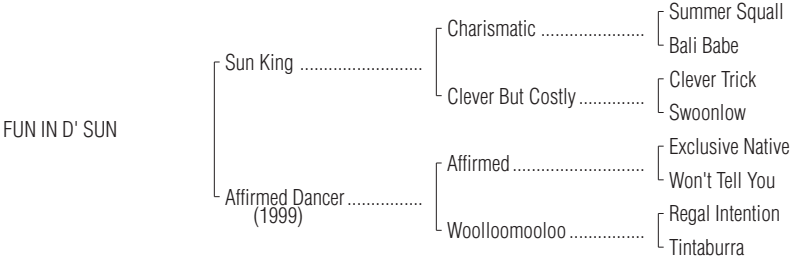 Summer Squall
Charismatic ......................
Bali Babe
Sun King ..........................
Clever Trick
Clever But Costly ..............
Swoonlow
FUN IN D' SUN
Exclusive Native
Affirmed ............................
Won't Tell You
Affirmed Dancer ................
(1999)
Regal Intention
Woolloomooloo ................
Tintaburra